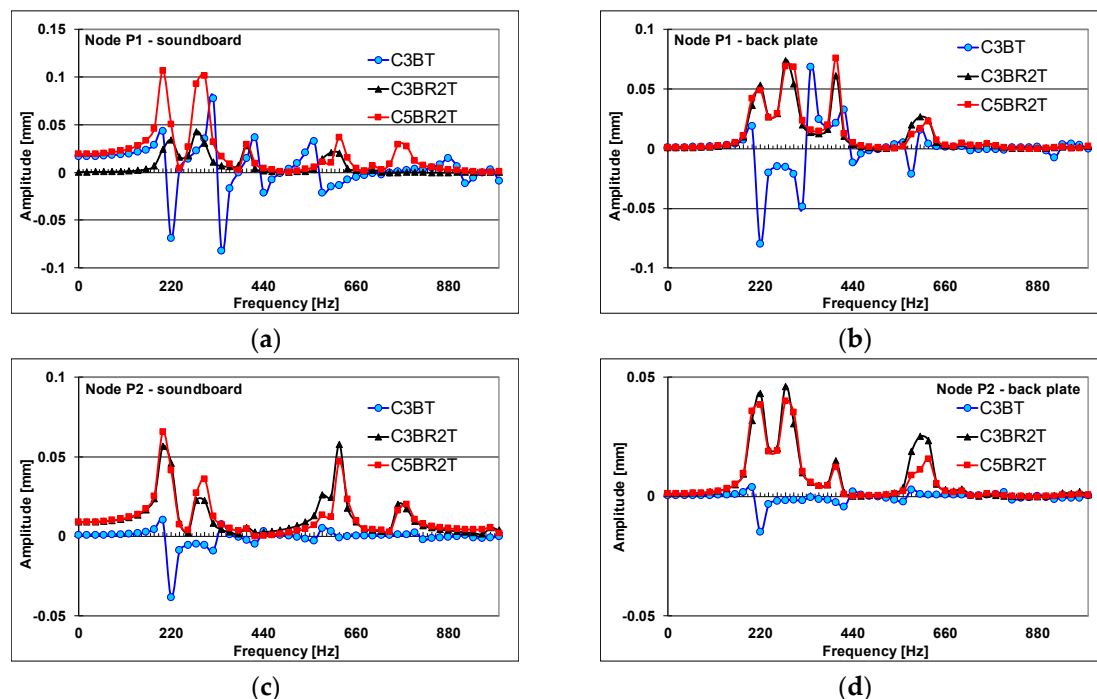 Node P1 - soundboard
C3BT
C3BR2T
C5BR2T
0.15
0.1
0.05
0
-0.05
-0.1
Amplitude [mm]
0 220 440 660 880
Frequency [Hz]
(a)
Node P1 - back plate
C3BT
C3BR2T
C5BR2T
0.1
0.05
0
-0.05
-0.1
Amplitude [mm]
0 220 440 660 880
Frequency [Hz]
(b)
Node P2 - soundboard
C3BT
C3BR2T
C5BR2T
0.1
0.05
0
-0.05
Amplitude [mm]
0 220 440 660 880
Frequency [Hz]
(c)
Node P2 - back plate
C3BT
C3BR2T
C5BR2T
0.05
0
-0.05
Amplitude [mm]
0 220 440 660 880
Frequency [Hz]
(d)